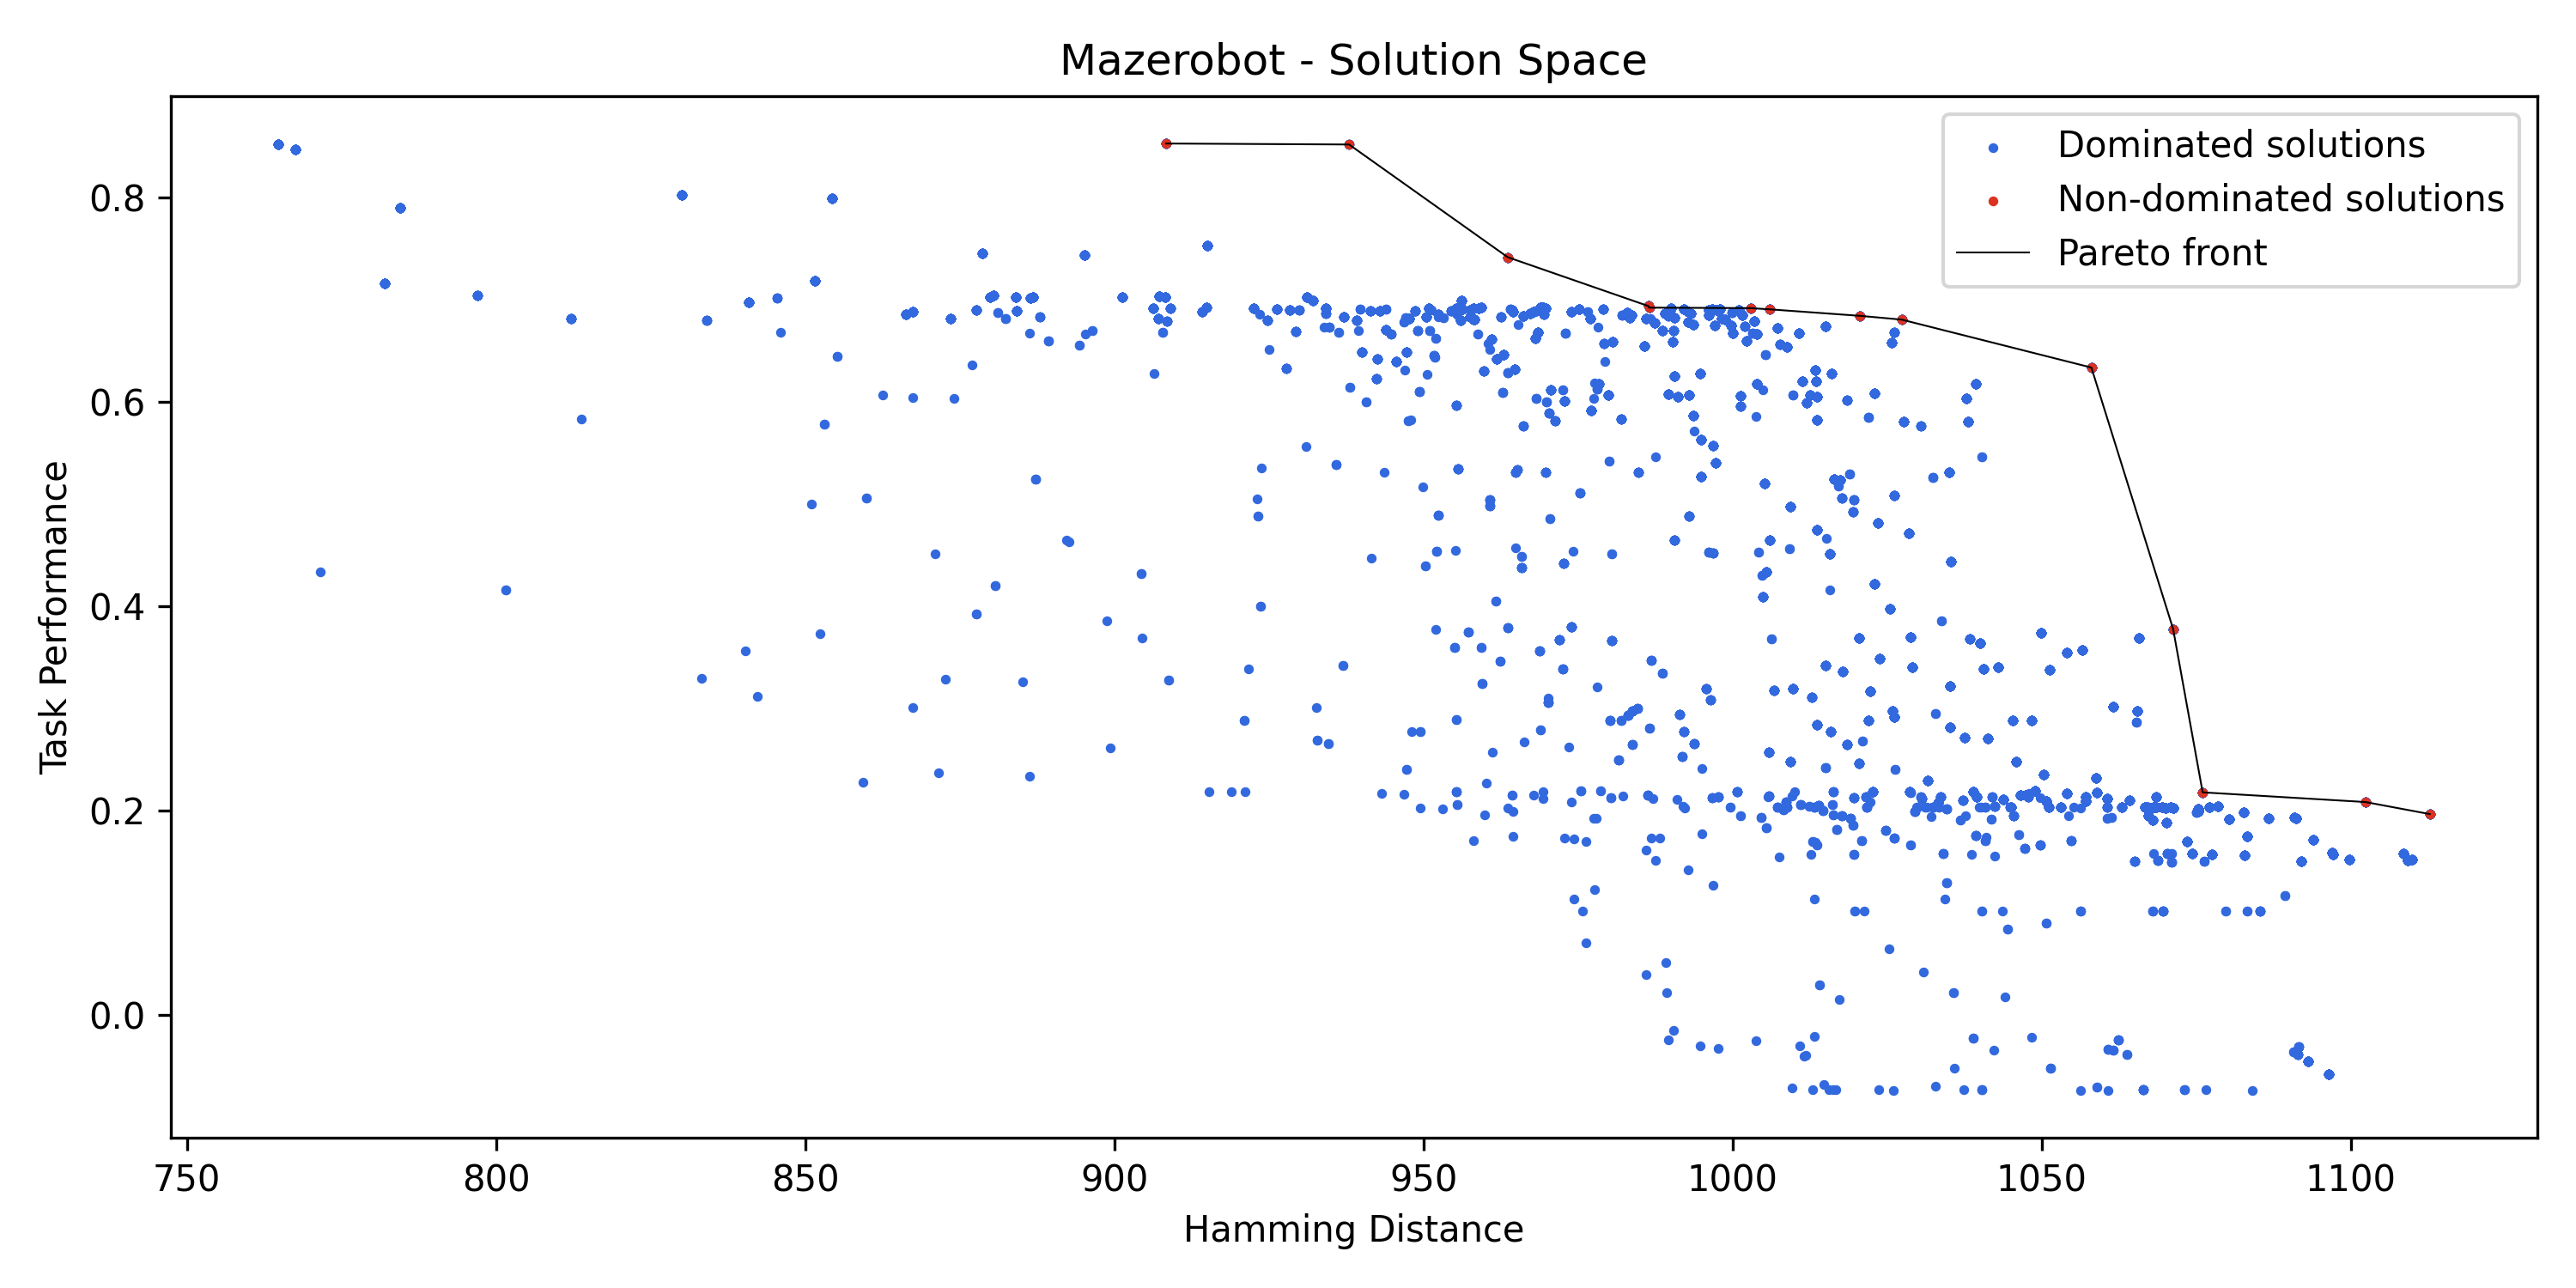 Mazerobot - Solution Space
Dominated solutions
Non-dominated solutions
Pareto front
Task Performance
0.8
0.6
0.4
0.2
0.0
750 800 850 900 950 1000 1050 1100
Hamming Distance